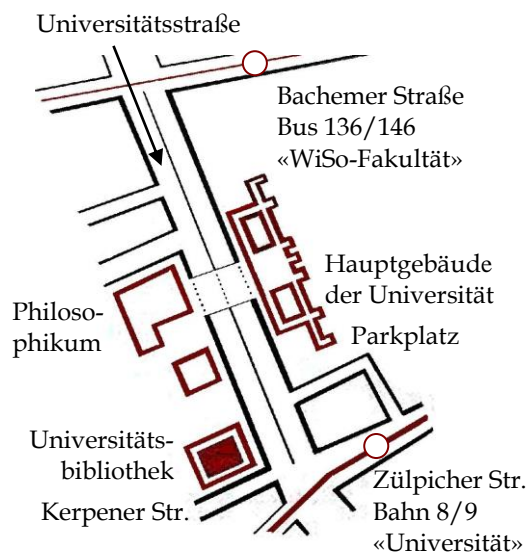 Universitätsstraße
Bachemer Straße
Bus 136/146
«WiSo-Fakultät»
Hauptgebäude
der Universität
Philoso-
phikum
Parkplatz
Universitäts-
bibliothek
Kerpener Str.
Zülpicher Str.
Bahn 8/9
«Universität»